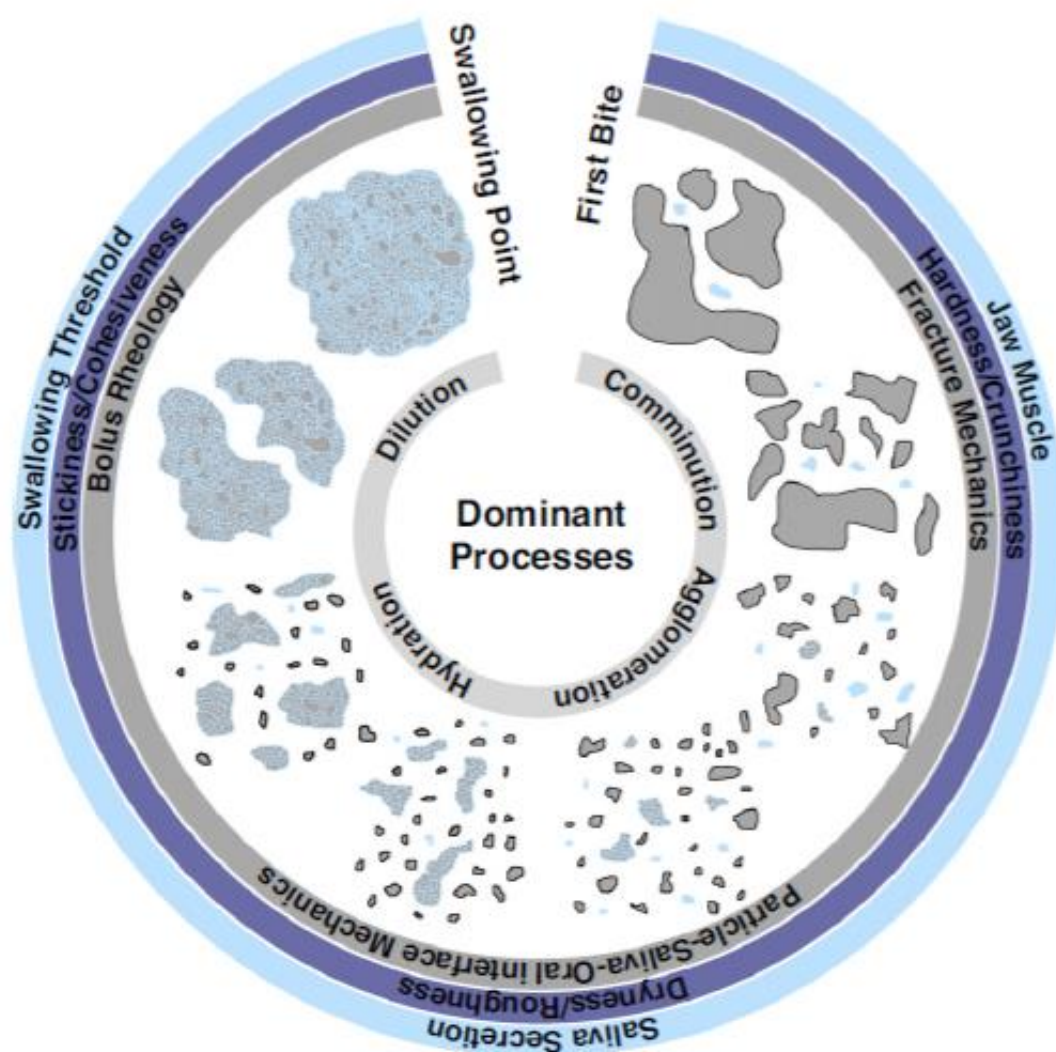 First Bite
Swallowing Point
Jaw Muscle
Hardness/Crunchiness
Fracture Mechanics
Comminution
Agglomeration
Hydration
Dilution
Dominant
Processes
Particle-Saliva-Oral interface Mechanics
Dryness/Roughness
Saliva Secretion
Swallowing Threshold
Stickiness/Cohesiveness
Bolus Rheology